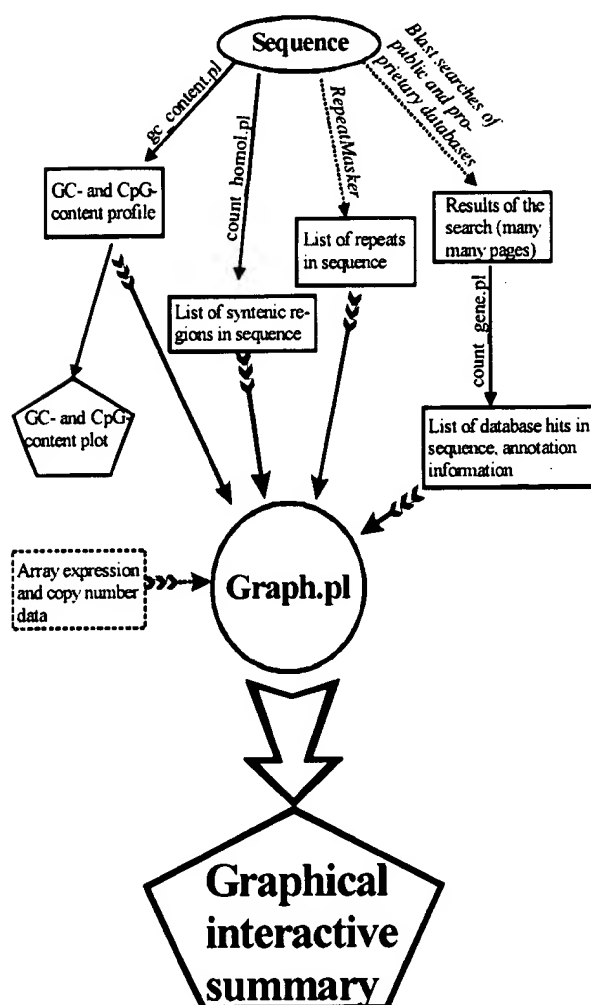 Sequence
gc_content.pl
count_homol.pl
RepeatMasker
Blast searches of
public and pro-
prietary databases
GC- and CpG-
content profile
List of repeats
in sequence
Results of the
search (many
many pages)
List of syntenic re-
gions in sequence
count_gene.pl
GC- and CpG-
content plot
List of database hits in
sequence, annotation
information
Array expression
and copy number
data
Graph.pl
Graphical
interactive
summary